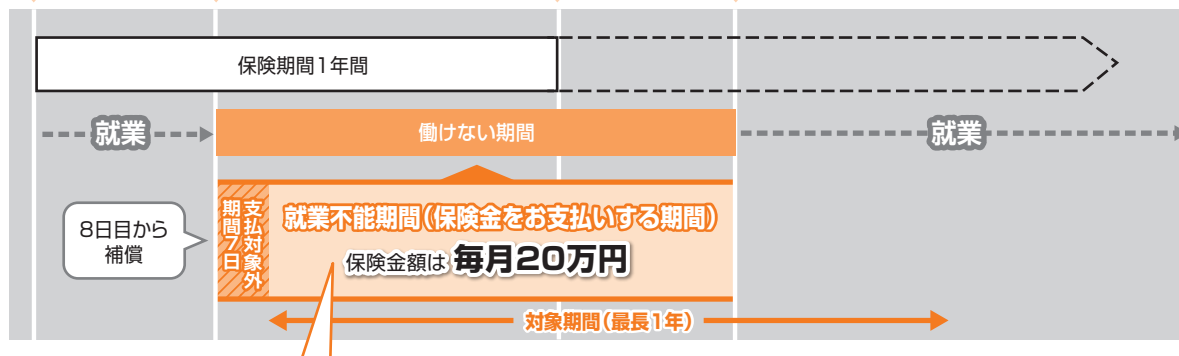 保険期間1年間
就業
働けない期間
就業
8日目から
補償
支払対象外
期間7日
就業不能期間(保険金をお支払いする期間)
保険金額は 毎月20万円
対象期間(最長1年)